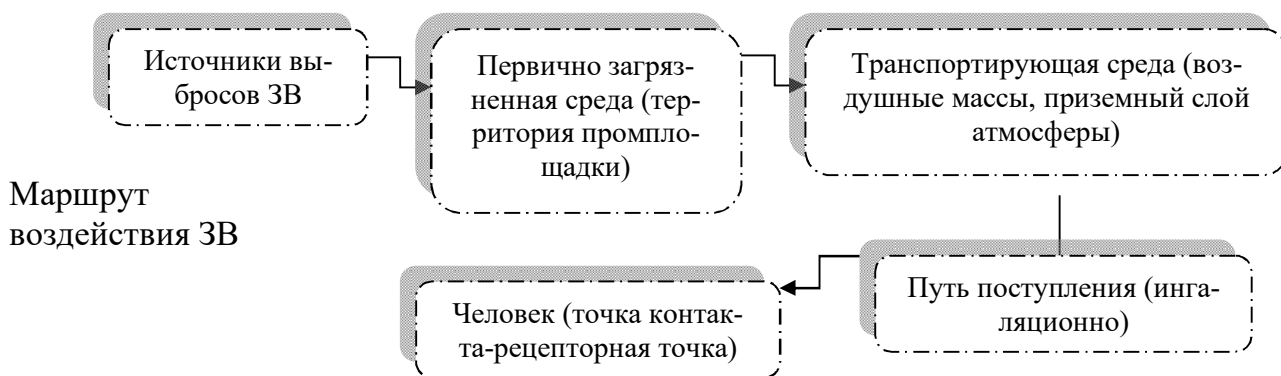 Источники вы-
бросов ЗВ
Первично загряз-
ненная среда (тер-
ритория промпло-
щадки)
Транспортирующая среда (воз-
душные массы, приземный слой
атмосферы)
Маршрут
воздействия ЗВ
Путь поступления (инга-
ляционно)
Человек (точка контак-
та-рецепторная точка)